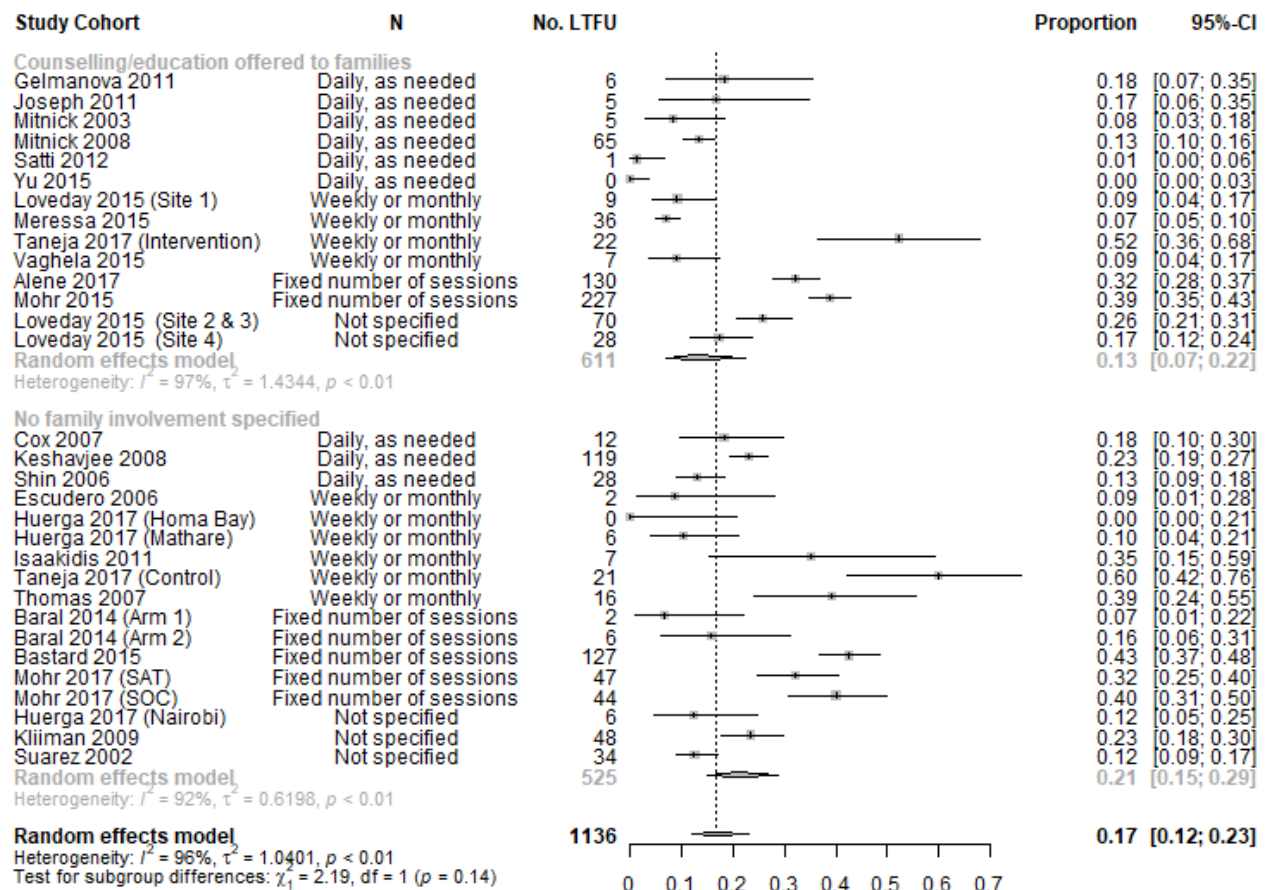 Study Cohort N No. LTFU Proportion 95%-CI
Counselling/education offered to families
Gelmanova 2011 Daily, as needed 6 0.18 [0.07; 0.35]
Joseph 2011 Daily, as needed 5 0.17 [0.06; 0.35]
Mitnick 2003 Daily, as needed 5 0.08 [0.03; 0.18]
Mitnick 2008 Daily, as needed 65 0.13 [0.10; 0.16]
Satti 2012 Daily, as needed 1 0.01 [0.00; 0.06]
Yu 2015 Daily, as needed 0 0.00 [0.00; 0.03]
Loveday 2015 (Site 1) Weekly or monthly 9 0.09 [0.04; 0.17]
Meressa 2015 Weekly or monthly 36 0.07 [0.05; 0.10]
Taneja 2017 (Intervention) Weekly or monthly 22 0.52 [0.36; 0.68]
Vaghela 2015 Weekly or monthly 7 0.09 [0.04; 0.17]
Alene 2017 Fixed number of sessions 130 0.32 [0.28; 0.37]
Mohr 2015 Fixed number of sessions 227 0.39 [0.35; 0.43]
Loveday 2015 (Site 2 & 3) Not specified 70 0.26 [0.21; 0.31]
Loveday 2015 (Site 4) Not specified 28 0.17 [0.12; 0.24]
Random effects model 611 0.13 [0.07; 0.22]
Heterogeneity: I² = 97%, τ² = 1.4344, p < 0.01
No family involvement specified
Cox 2007 Daily, as needed 12 0.18 [0.10; 0.30]
Keshavjee 2008 Daily, as needed 119 0.23 [0.19; 0.27]
Shin 2006 Daily, as needed 28 0.13 [0.09; 0.18]
Escudero 2006 Weekly or monthly 2 0.09 [0.01; 0.28]
Huerga 2017 (Homa Bay) Weekly or monthly 0 0.00 [0.00; 0.21]
Huerga 2017 (Mathare) Weekly or monthly 6 0.10 [0.04; 0.21]
Isaakidis 2011 Weekly or monthly 7 0.35 [0.15; 0.59]
Taneja 2017 (Control) Weekly or monthly 21 0.60 [0.42; 0.76]
Thomas 2007 Weekly or monthly 16 0.39 [0.24; 0.55]
Baral 2014 (Arm 1) Fixed number of sessions 2 0.07 [0.01; 0.22]
Baral 2014 (Arm 2) Fixed number of sessions 6 0.16 [0.06; 0.31]
Bastard 2015 Fixed number of sessions 127 0.43 [0.37; 0.48]
Mohr 2017 (SAT) Fixed number of sessions 47 0.32 [0.25; 0.40]
Mohr 2017 (SOC) Fixed number of sessions 44 0.40 [0.31; 0.50]
Huerga 2017 (Nairobi) Not specified 6 0.12 [0.05; 0.25]
Kliiman 2009 Not specified 48 0.23 [0.18; 0.30]
Suarez 2002 Not specified 34 0.12 [0.09; 0.17]
Random effects model 525 0.21 [0.15; 0.29]
Heterogeneity: I² = 92%, τ² = 0.6198, p < 0.01
Random effects model 1136 0.17 [0.12; 0.23]
Heterogeneity: I² = 96%, τ² = 1.0401, p < 0.01
Test for subgroup differences: χ²₁ = 2.19, df = 1 (p = 0.14)
0 0.1 0.2 0.3 0.4 0.5 0.6 0.7